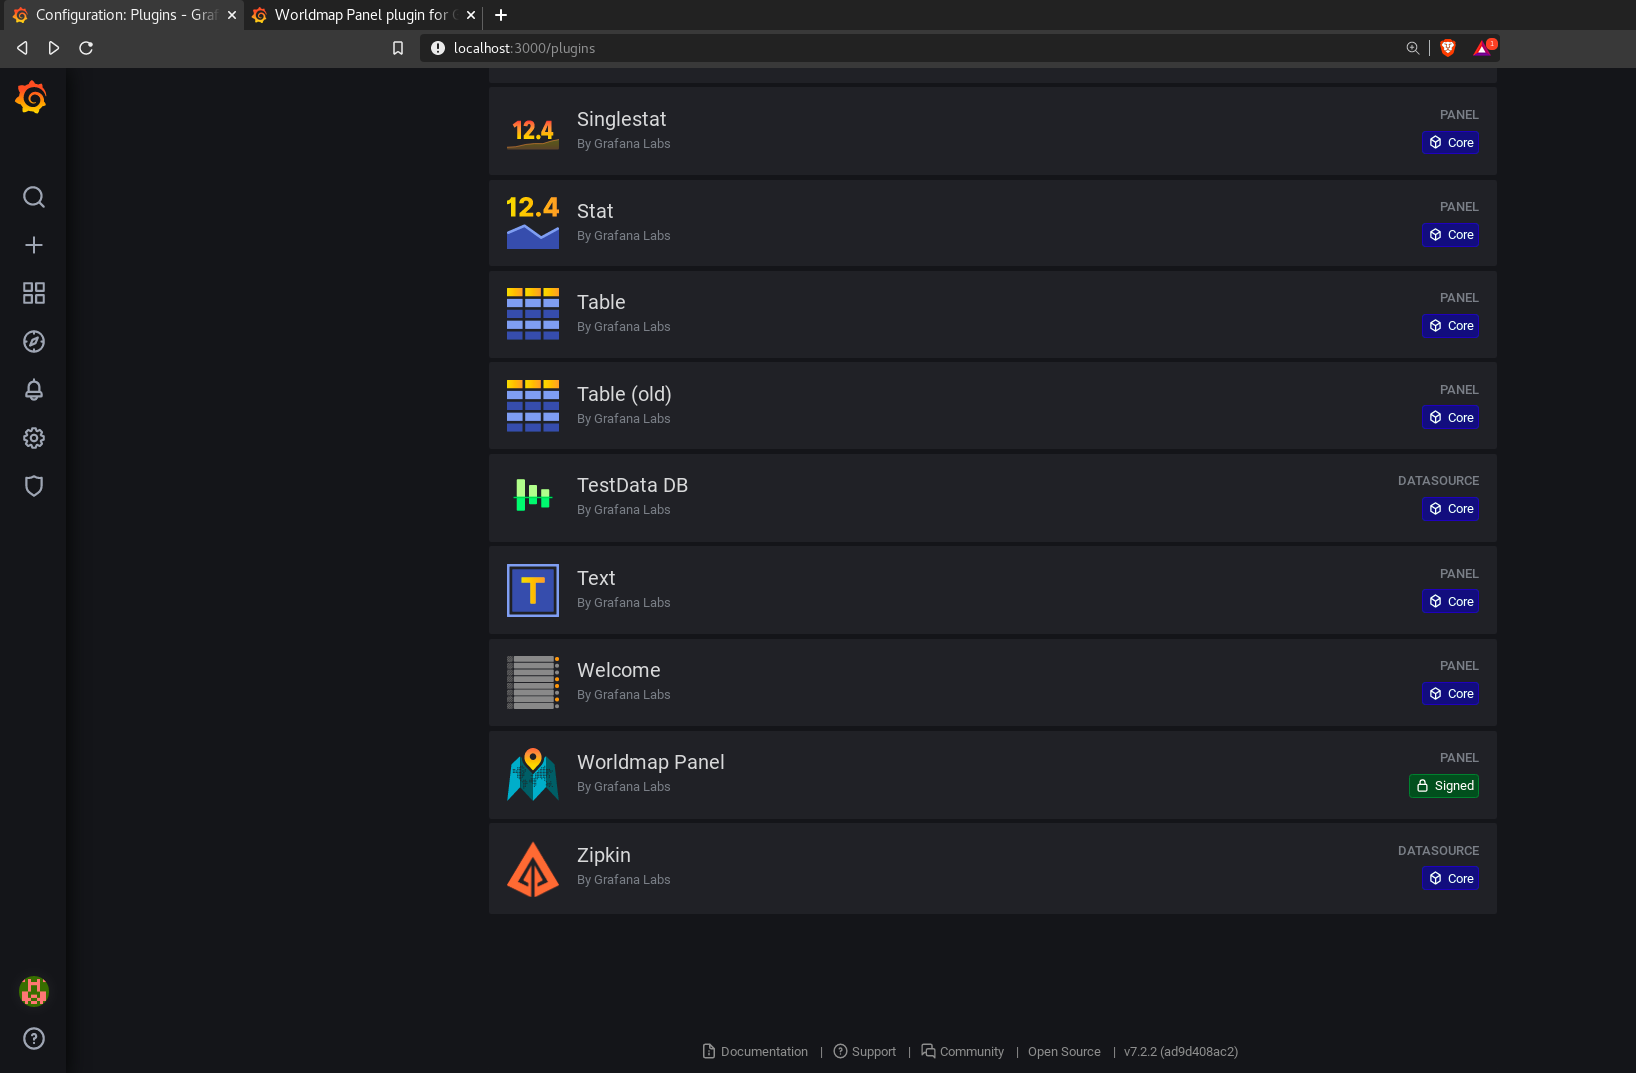 Configuration: Plugins - Graf
Worldmap Panel plugin for G
localhost:3000/plugins
1
12.4
Singlestat
By Grafana Labs
PANEL
Core
12.4
Stat
By Grafana Labs
PANEL
Core
Table
By Grafana Labs
PANEL
Core
Table (old)
By Grafana Labs
PANEL
Core
TestData DB
By Grafana Labs
DATASOURCE
Core
T
Text
By Grafana Labs
PANEL
Core
Welcome
By Grafana Labs
PANEL
Core
Worldmap Panel
By Grafana Labs
PANEL
Signed
Zipkin
By Grafana Labs
DATASOURCE
Core
Documentation | Support | Community | Open Source | v7.2.2 (ad9d408ac2)